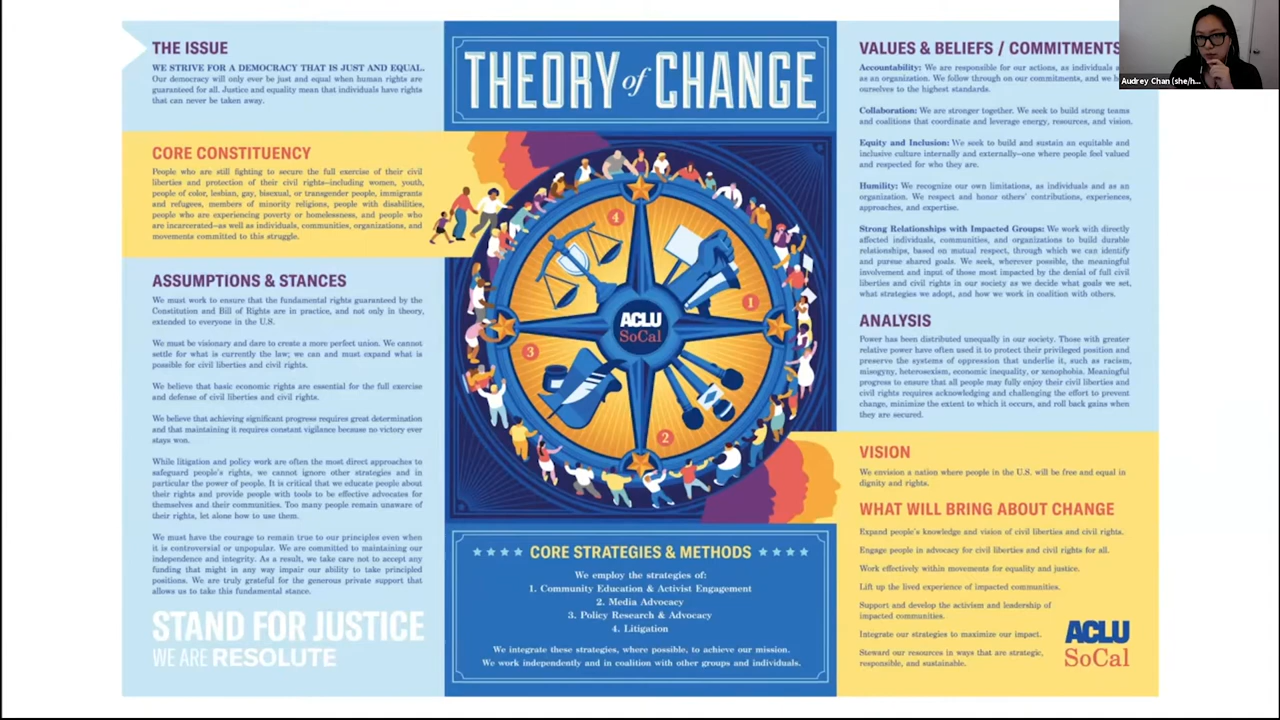 THE ISSUE
WE STRIVE FOR A DEMOCRACY THAT IS JUST AND EQUAL.
Our democracy will only ever be just and equal when human rights are
guaranteed for all. Justice and equality mean that individuals have rights
that can never be taken away.
CORE CONSTITUENCY
People who are still fighting to secure the full exercise of their civil
liberties and protection of their civil rights—including women, youth,
people of color, lesbian, gay, bisexual, or transgender people, immigrants
and refugees, members of minority religions, people with disabilities,
people who are experiencing poverty or homelessness, and people who
are incarcerated—as well as individuals, communities, organizations, and
movements committed to this struggle.
ASSUMPTIONS & STANCES
We must work to ensure that the fundamental rights guaranteed by the
Constitution and Bill of Rights are in practice, and not only in theory,
extended to everyone in the U.S.
We must be visionary and dare to create a more perfect union. We cannot
settle for what is currently the law; we can and must expand what is
possible for civil liberties and civil rights.
We believe that basic economic rights are essential for the full exercise
and defense of civil liberties and civil rights.
We believe that achieving significant progress requires great determination
and that maintaining it requires constant vigilance because no victory ever
stays won.
While litigation and policy work are often the most direct approaches to
safeguard people's rights, we cannot ignore other strategies and in
particular the power of people. It is critical that we educate people about
their rights and provide people with tools to be effective advocates for
themselves and their communities. Too many people remain unaware of
their rights, let alone how to use them.
We must have the courage to remain true to our principles even when
it is controversial or unpopular. We are committed to maintaining our
independence and integrity. As a result, we take care not to accept any
funding that might in any way impair our ability to take principled
positions. We are truly grateful for the generous private support that
allows us to take this fundamental stance.
STAND FOR JUSTICE
WE ARE RESOLUTE
THEORY of CHANGE
4
1
ACLU
SoCal
3
2
CORE STRATEGIES & METHODS
We employ the strategies of:
1. Community Education & Activist Engagement
2. Media Advocacy
3. Policy Research & Advocacy
4. Litigation
We integrate these strategies, where possible, to achieve our mission.
We work independently and in coalition with other groups and individuals.
VALUES & BELIEFS / COMMITMENTS
Accountability: We are responsible for our actions, as individuals
as an organization. We follow through on our commitments, and we
ourselves to the highest standards.
Collaboration: We are stronger together. We seek to build strong teams
and coalitions that coordinate and leverage energy, resources, and vision.
Equity and Inclusion: We seek to build and sustain an equitable and
inclusive culture internally and externally—one where people feel valued
and respected for who they are.
Humility: We recognize our own limitations, as individuals and as an
organization. We respect and honor others' contributions, experiences,
approaches, and expertise.
Strong Relationships with Impacted Groups: We work with directly
affected individuals, communities, and organizations to build durable
relationships, based on mutual respect, through which we can identify
and pursue shared goals. We seek, wherever possible, the meaningful
involvement and input of those most impacted by the denial of full civil
liberties and civil rights in our society as we decide what goals we set,
what strategies we adopt, and how we work in coalition with others.
ANALYSIS
Power has been distributed unequally in our society. Those with greater
relative power have often used it to protect their privileged position and
preserve the systems of oppression that underlie it, such as racism,
misogyny, heterosexism, economic inequality, or xenophobia. Meaningful
progress to ensure that all people may fully enjoy their civil liberties and
civil rights requires acknowledging and challenging the effort to prevent
change, minimize the extent to which it occurs, and roll back gains when
they are secured.
VISION
We envision a nation where people in the U.S. will be free and equal in
dignity and rights.
WHAT WILL BRING ABOUT CHANGE
Expand people's knowledge and vision of civil liberties and civil rights.
Engage people in advocacy for civil liberties and civil rights for all.
Work effectively within movements for equality and justice.
Lift up the lived experience of impacted communities.
Support and develop the activism and leadership of
impacted communities.
Integrate our strategies to maximize our impact.
Steward our resources in ways that are strategic,
responsible, and sustainable.
ACLU
SoCal
Audrey Chan (she/h...